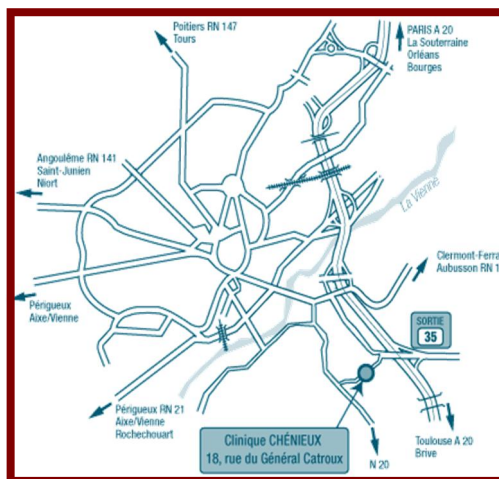 Poitiers RN 147
Tours
PARIS A 20
La Souterraine
Orléans
Bourges
Angoulême RN 141
Saint-Junien
Niort
La Vienne
Clermont-Ferra
Aubusson RN 1
Périgueux
Aixe/Vienne
SORTIE
35
Périgueux RN 21
Aixe/Vienne
Rochechouart
Clinique CHÉNIEUX
18, rue du Général Catroux
N 20
Toulouse A 20
Brive